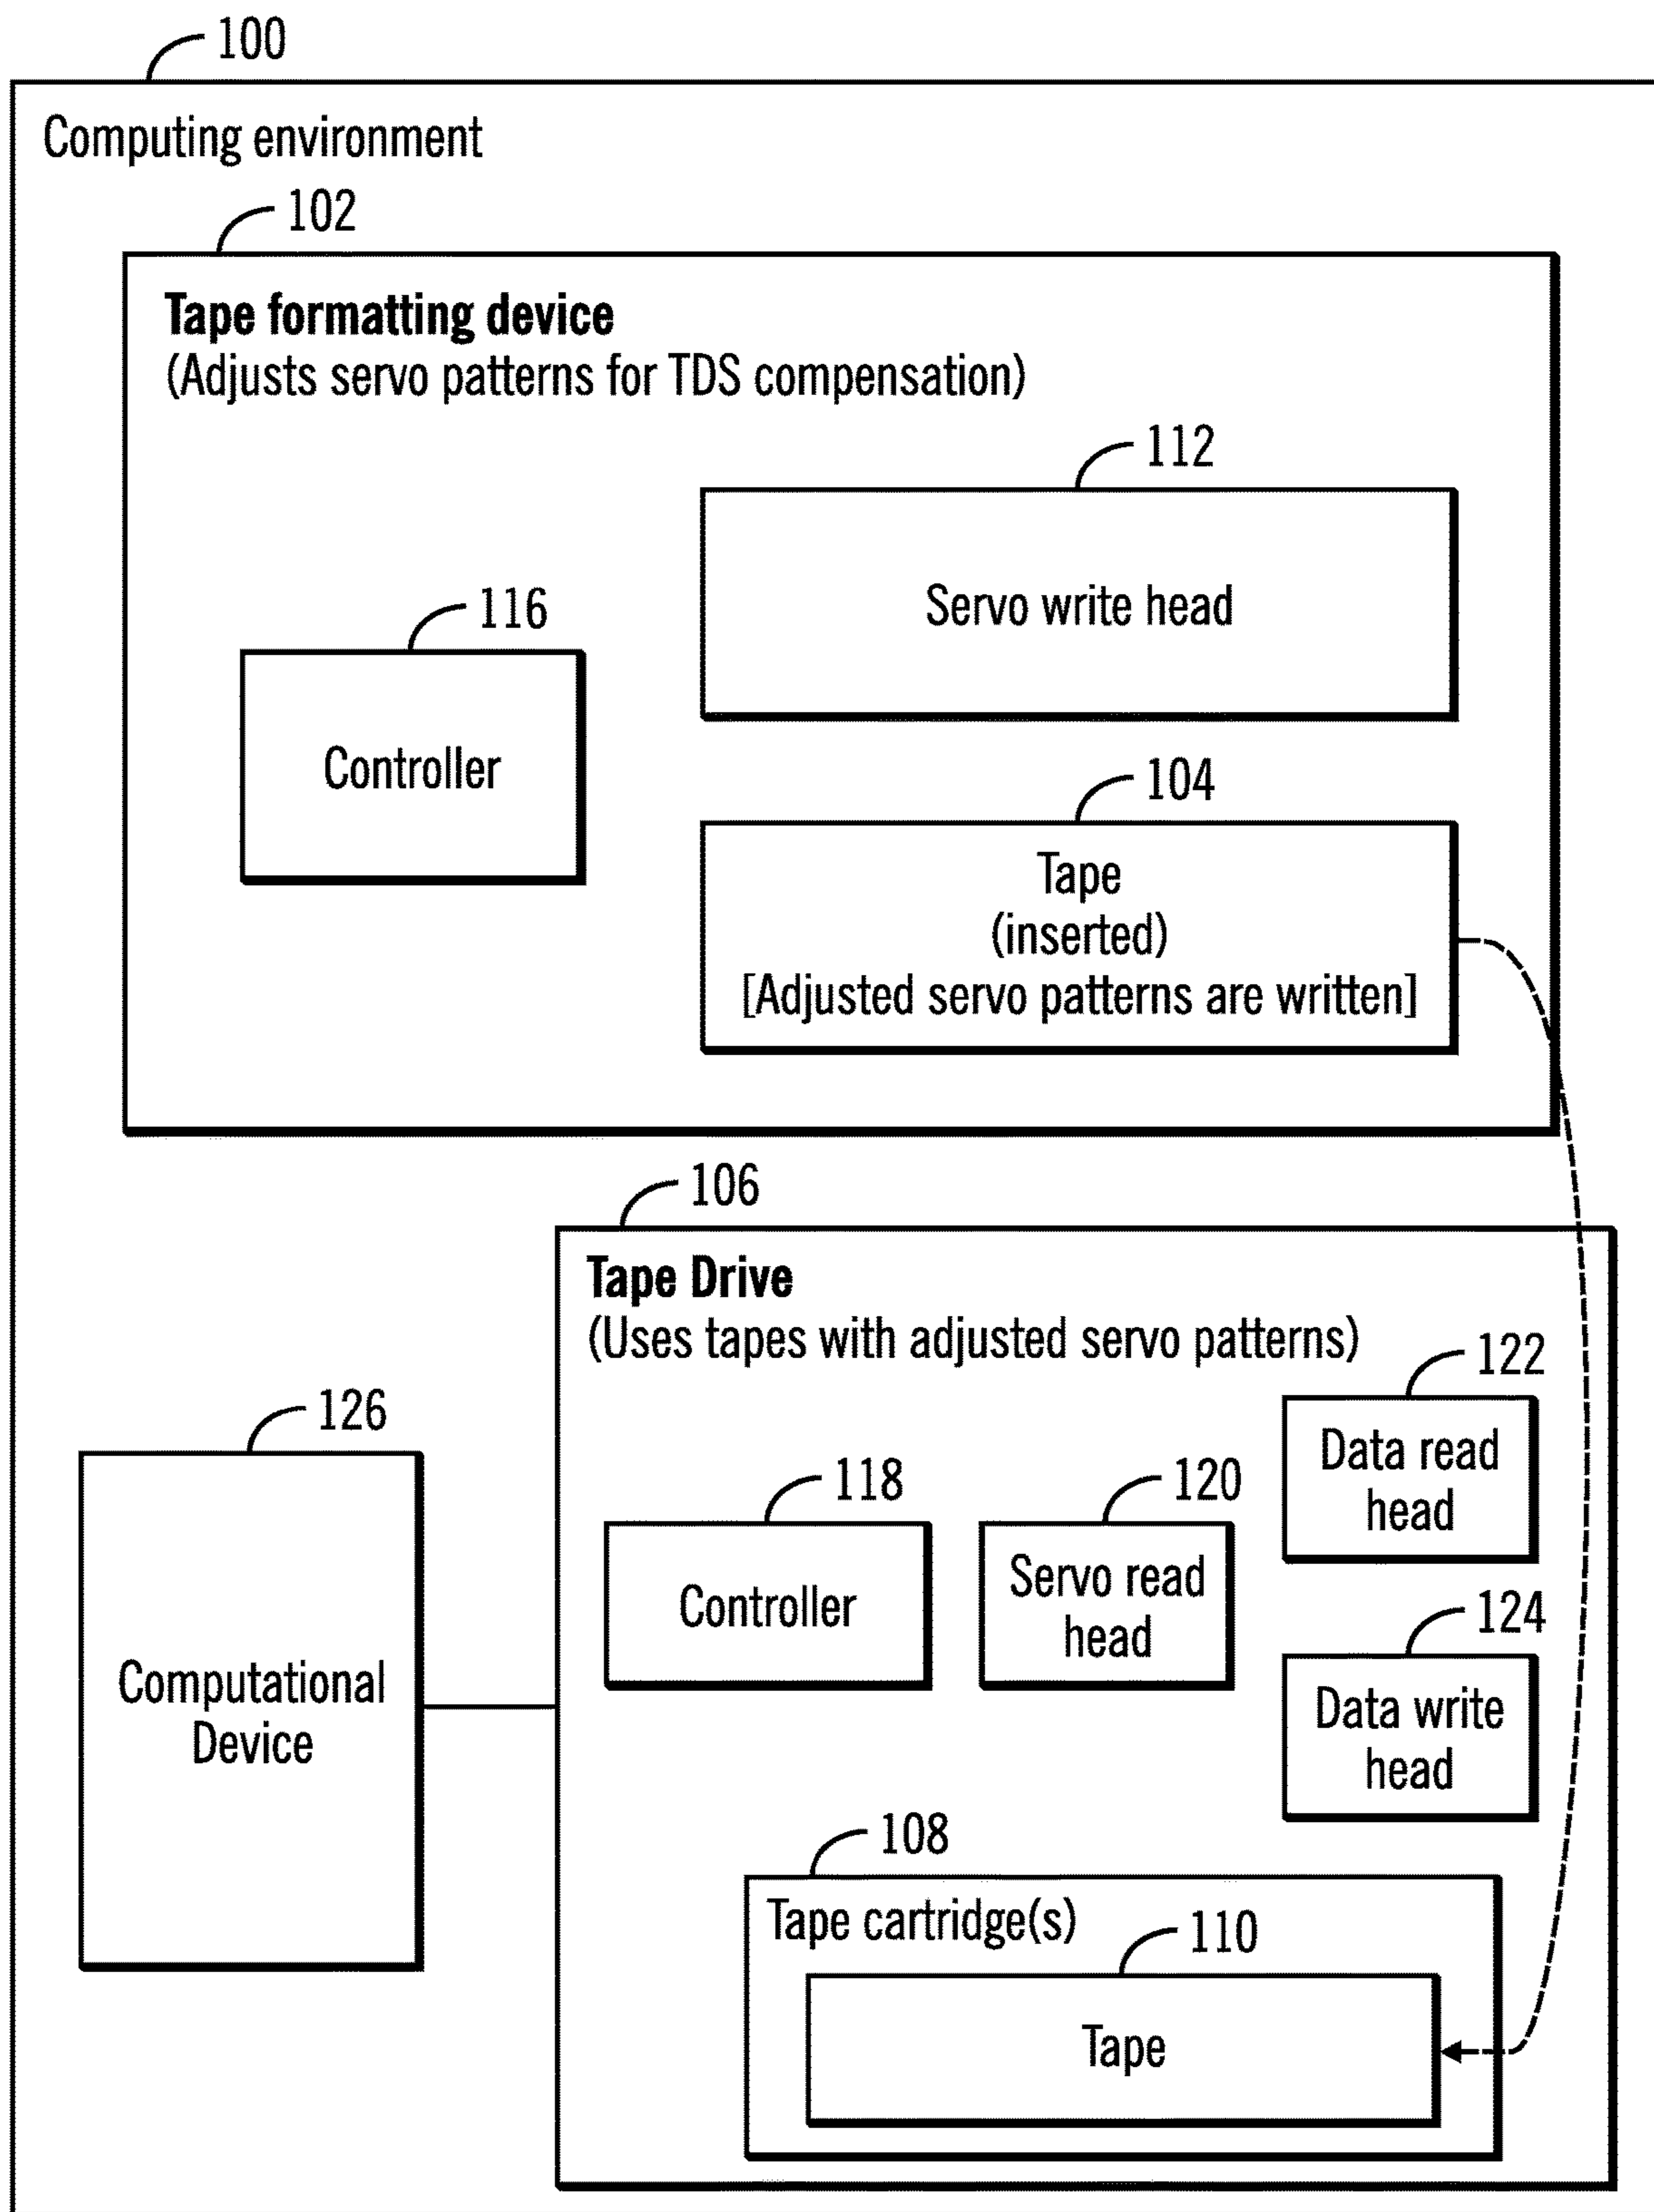 100
Computing environment
102
Tape formatting device
(Adjusts servo patterns for TDS compensation)
112
Servo write head
116
Controller
104
Tape
(inserted)
[Adjusted servo patterns are written]
106
Tape Drive
(Uses tapes with adjusted servo patterns)
122
Data read
head
126
Computational
Device
118
Controller
120
Servo read
head
124
Data write
head
108
Tape cartridge(s)
110
Tape